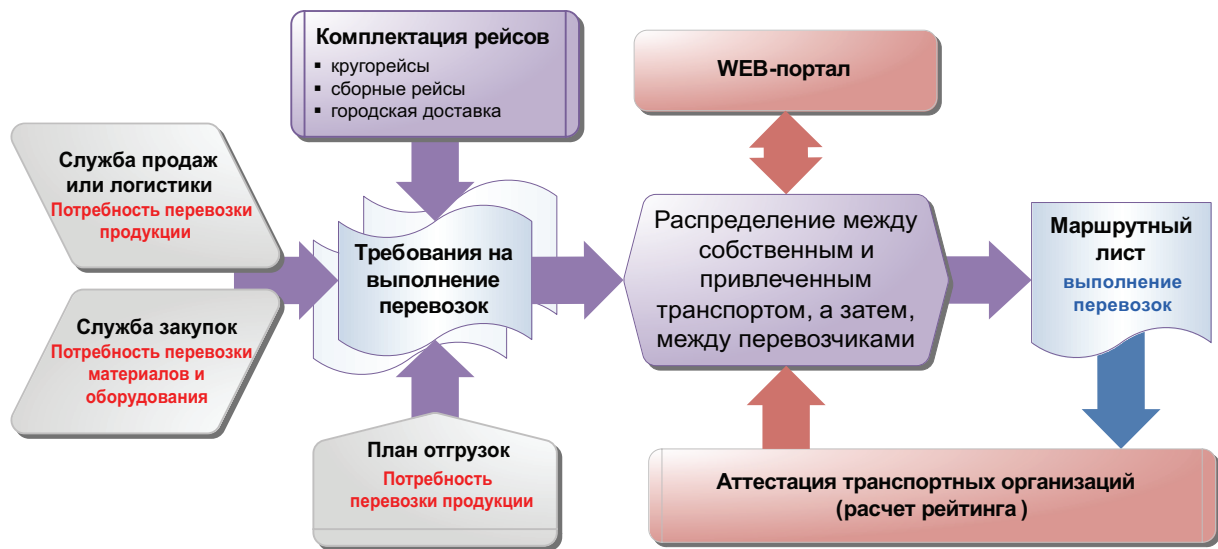 Комплектация рейсов
▪ кругорейсы
▪ сборные рейсы
▪ городская доставка
WEB-портал
Служба продаж
или логистики
Потребность перевозки
продукции
Служба закупок
Потребность перевозки
материалов и
оборудования
Требования на
выполнение
перевозок
План отгрузок
Потребность
перевозки продукции
Распределение между
собственным и
привлеченным
транспортом, а затем,
между перевозчиками
Маршрутный
лист
выполнение
перевозок
Аттестация транспортных организаций
(расчет рейтинга )